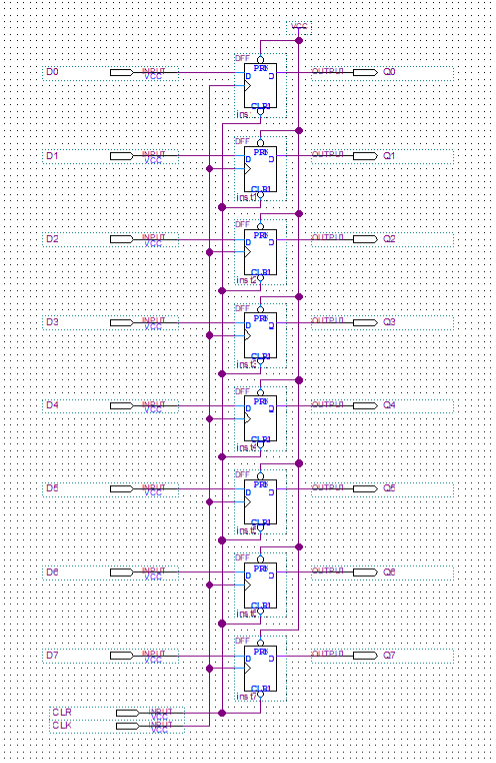 VCC
DFF
PRN
D0 INPUT D Q OUTPUT Q0
VCC
CLRN
inst
DFF
PRN
D1 INPUT D Q OUTPUT Q1
VCC
CLRN
inst1
DFF
PRN
D2 INPUT D Q OUTPUT Q2
VCC
CLRN
inst2
DFF
PRN
D3 INPUT D Q OUTPUT Q3
VCC
CLRN
DFF
PRN
D4 INPUT D Q OUTPUT Q4
VCC
CLRN
inst4
DFF
PRN
D5 INPUT D Q OUTPUT Q5
VCC
CLRN
DFF
PRN
D6 INPUT D Q OUTPUT Q6
VCC
CLRN
DFF
PRN
D7 INPUT D Q OUTPUT Q7
VCC
CLRN
inst7
CLR INPUT
VCC
CLK INPUT
VCC